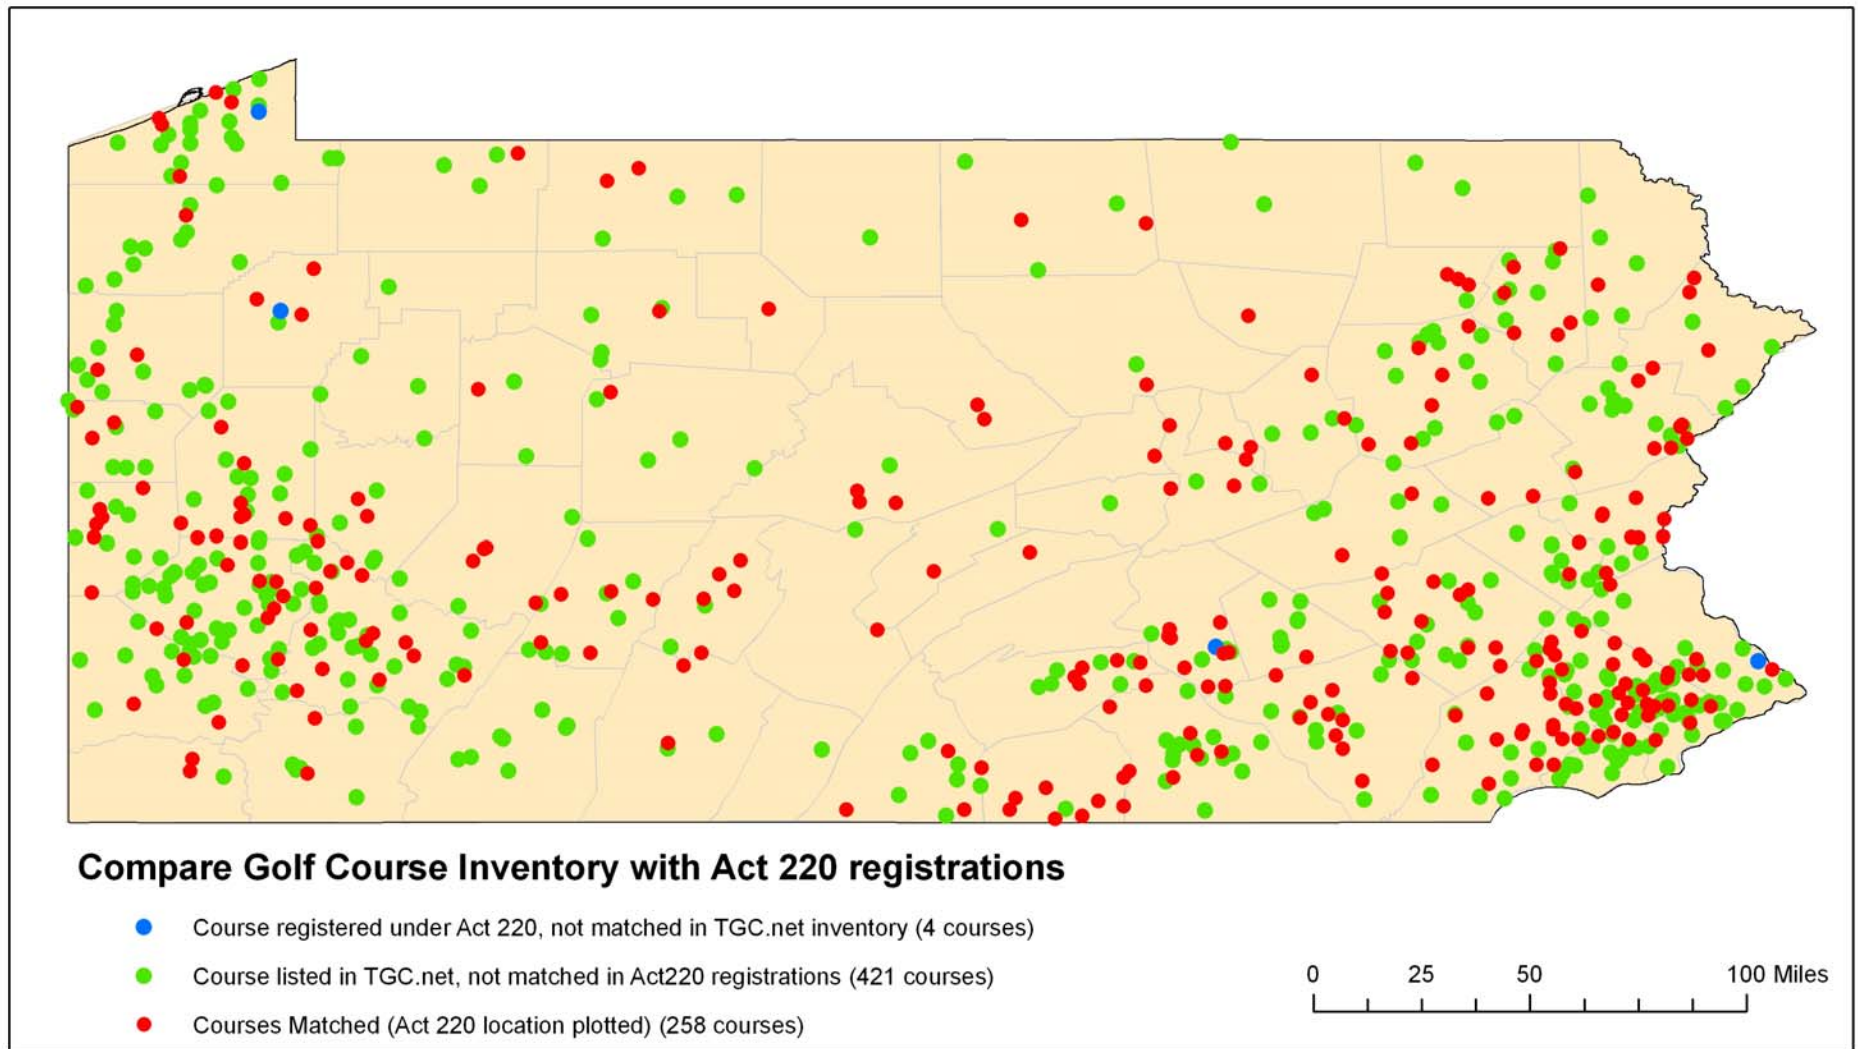 Compare Golf Course Inventory with Act 220 registrations
Course registered under Act 220, not matched in TGC.net inventory (4 courses)
Course listed in TGC.net, not matched in Act220 registrations (421 courses)
Courses Matched (Act 220 location plotted) (258 courses)
0 25 50 100 Miles